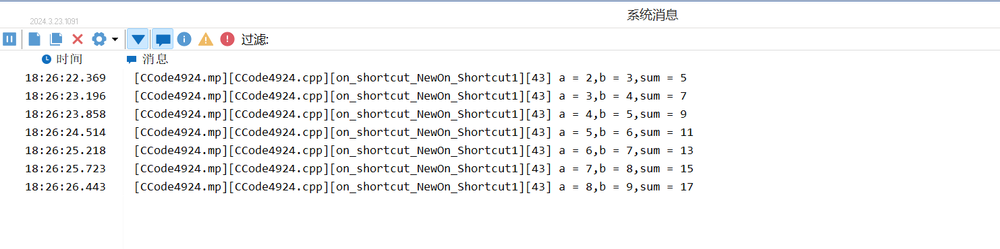 系统消息
2024.3.23.1091
过滤:
时间 消息
18:26:22.369 [CCode4924.mp][CCode4924.cpp][on_shortcut_NewOn_Shortcut1][43] a = 2,b = 3,sum = 5
18:26:23.196 [CCode4924.mp][CCode4924.cpp][on_shortcut_NewOn_Shortcut1][43] a = 3,b = 4,sum = 7
18:26:23.858 [CCode4924.mp][CCode4924.cpp][on_shortcut_NewOn_Shortcut1][43] a = 4,b = 5,sum = 9
18:26:24.514 [CCode4924.mp][CCode4924.cpp][on_shortcut_NewOn_Shortcut1][43] a = 5,b = 6,sum = 11
18:26:25.218 [CCode4924.mp][CCode4924.cpp][on_shortcut_NewOn_Shortcut1][43] a = 6,b = 7,sum = 13
18:26:25.723 [CCode4924.mp][CCode4924.cpp][on_shortcut_NewOn_Shortcut1][43] a = 7,b = 8,sum = 15
18:26:26.443 [CCode4924.mp][CCode4924.cpp][on_shortcut_NewOn_Shortcut1][43] a = 8,b = 9,sum = 17